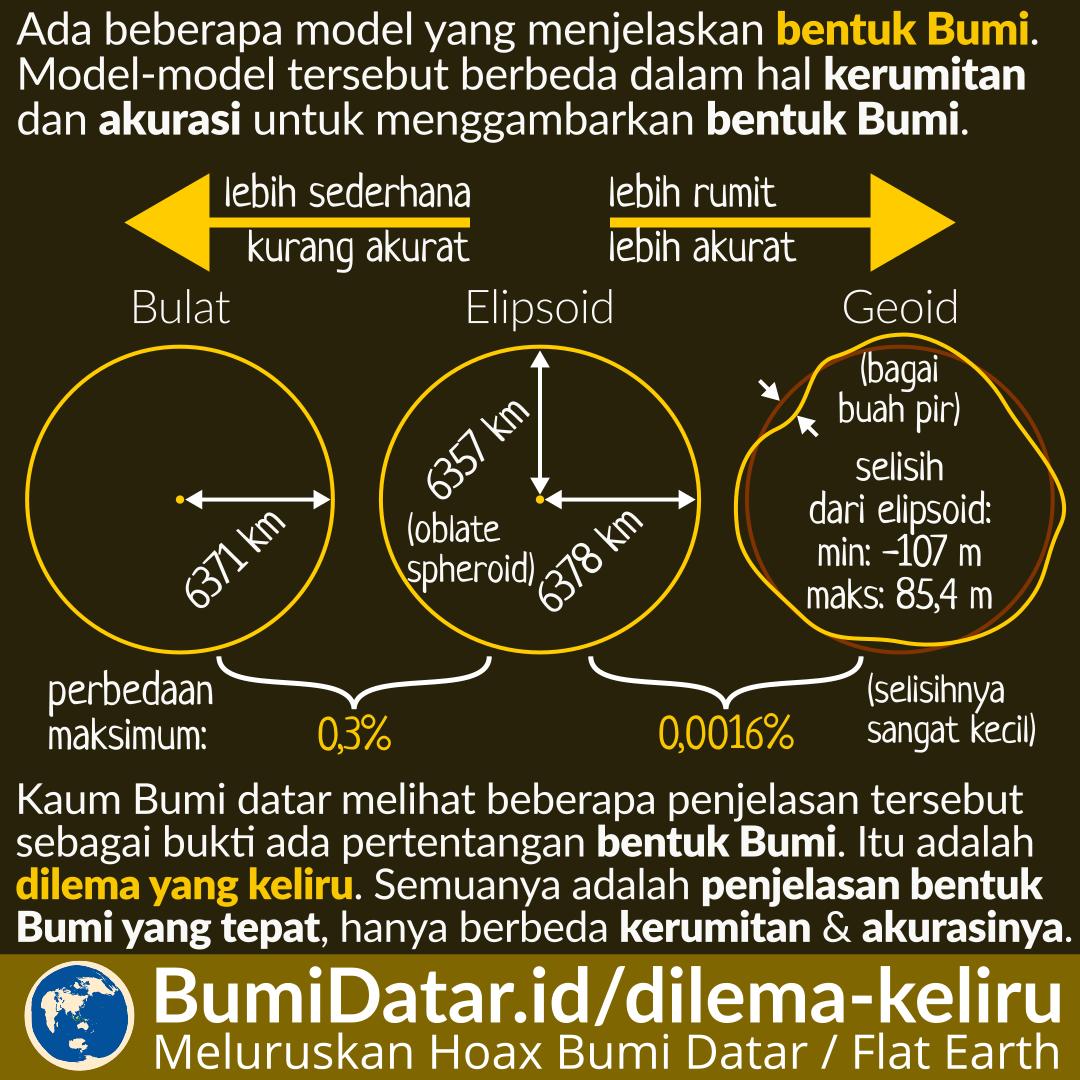 Ada beberapa model yang menjelaskan bentuk Bumi.
Model-model tersebut berbeda dalam hal kerumitan
dan akurasi untuk menggambarkan bentuk Bumi.
lebih sederhana
kurang akurat
lebih rumit
lebih akurat
Bulat
6371 km
Elipsoid
6357 km
(oblate
spheroid)
6378 km
Geoid
(bagai
buah pir)
selisih
dari elipsoid:
min: -107 m
maks: 85,4 m
perbedaan
maksimum:
0,3%
0,0016%
(selisihnya
sangat kecil)
Kaum Bumi datar melihat beberapa penjelasan tersebut
sebagai bukti ada pertentangan bentuk Bumi. Itu adalah
dilema yang keliru. Semuanya adalah penjelasan bentuk
Bumi yang tepat, hanya berbeda kerumitan & akurasinya.
BumiDatar.id/dilema-keliru
Meluruskan Hoax Bumi Datar / Flat Earth